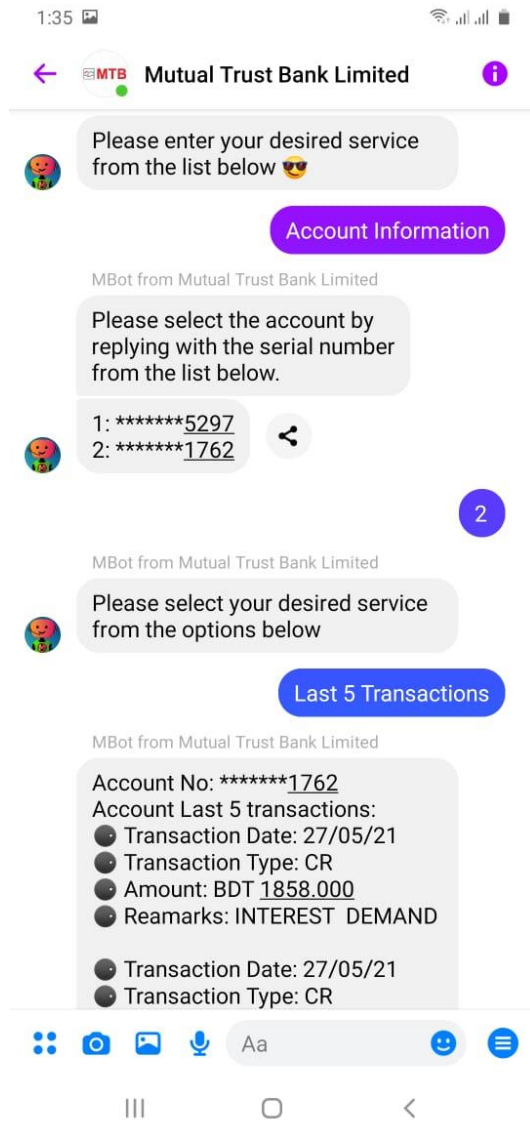 1:35
MTB Mutual Trust Bank Limited
Please enter your desired service
from the list below 😎
Account Information
MBot from Mutual Trust Bank Limited
Please select the account by
replying with the serial number
from the list below.
1: *******5297
2: *******1762
2
MBot from Mutual Trust Bank Limited
Please select your desired service
from the options below
Last 5 Transactions
MBot from Mutual Trust Bank Limited
Account No: *******1762
Account Last 5 transactions:
Transaction Date: 27/05/21
Transaction Type: CR
Amount: BDT 1858.000
Reamarks: INTEREST  DEMAND
Transaction Date: 27/05/21
Transaction Type: CR
Aa